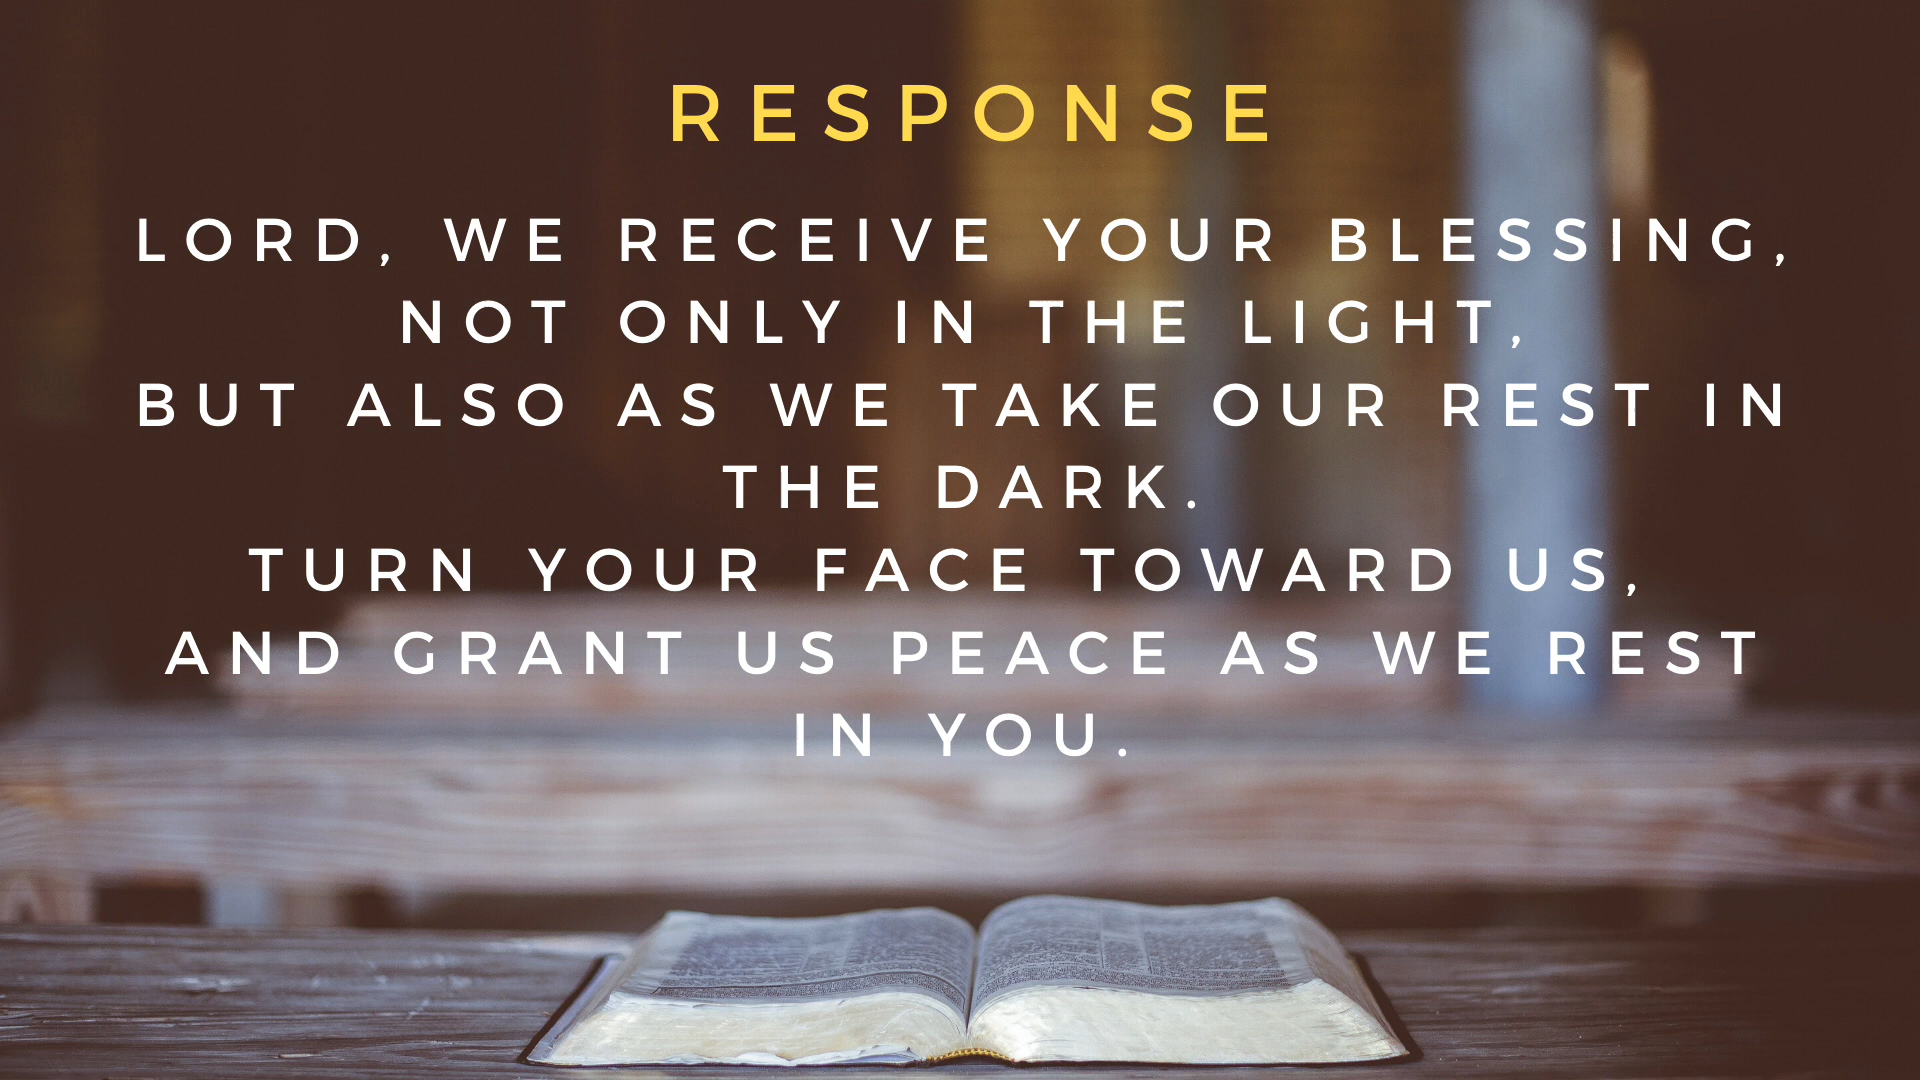 RESPONSE
LORD, WE RECEIVE YOUR BLESSING,
NOT ONLY IN THE LIGHT,
BUT ALSO AS WE TAKE OUR REST IN
THE DARK.
TURN YOUR FACE TOWARD US,
AND GRANT US PEACE AS WE REST
IN YOU.